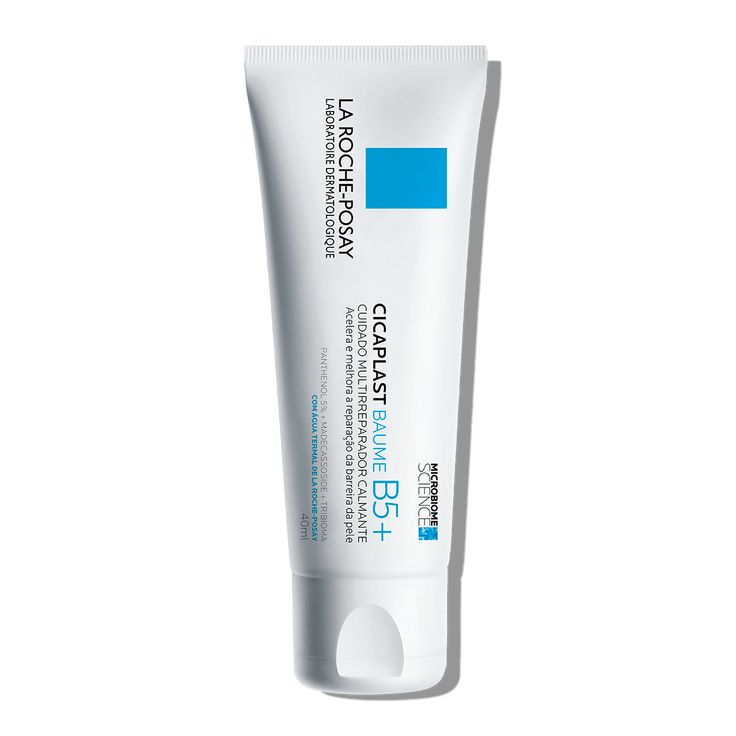 LA ROCHE-POSAY
LABORATOIRE DERMATOLOGIQUE
CICAPLAST BAUME B5+
CUIDADO MULTIRREPARADOR CALMANTE
Acelera e melhora a reparação da barreira da pele
PANTHENOL 5% + MADECASSOSIDE + TRIBIOMA
COM ÁGUA TERMAL DE LA ROCHE-POSAY
40ml
MICROBIOME
SCIENCE